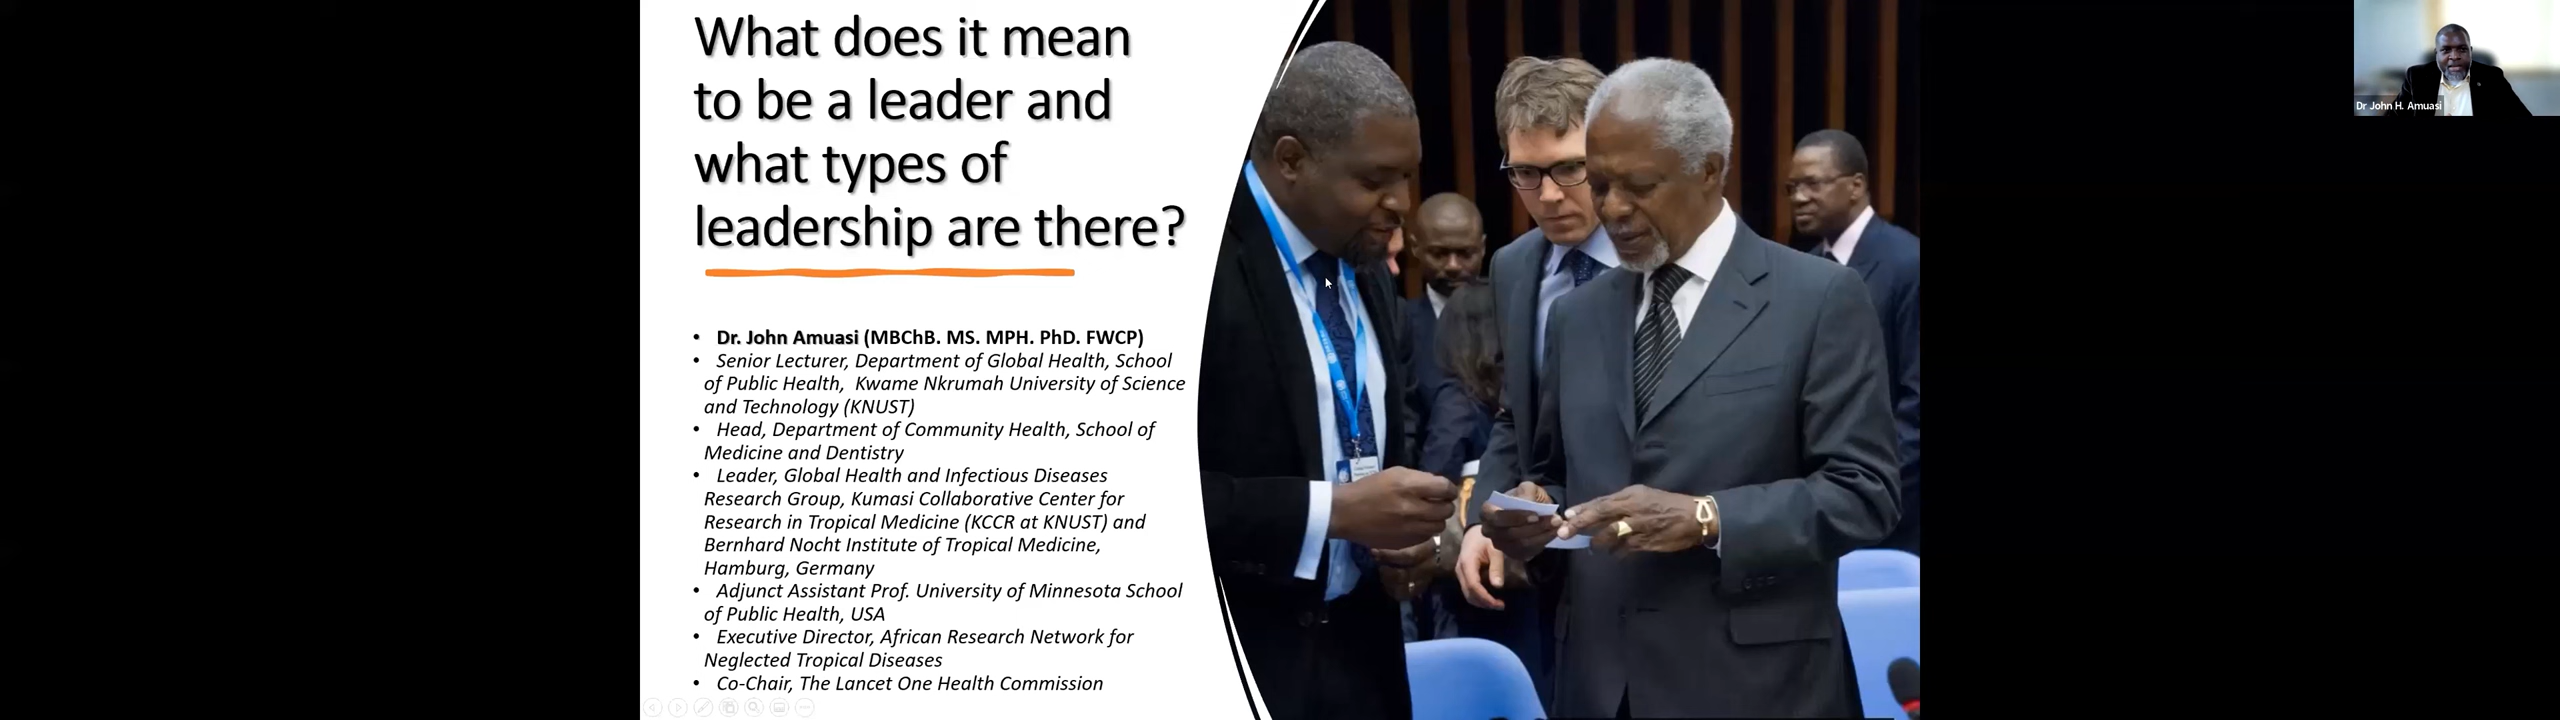 What does it mean
to be a leader and
what types of
leadership are there?
• Dr. John Amuasi (MBChB. MS. MPH. PhD. FWCP)
• Senior Lecturer, Department of Global Health, School
of Public Health, Kwame Nkrumah University of Science
and Technology (KNUST)
• Head, Department of Community Health, School of
Medicine and Dentistry
• Leader, Global Health and Infectious Diseases
Research Group, Kumasi Collaborative Center for
Research in Tropical Medicine (KCCR at KNUST) and
Bernhard Nocht Institute of Tropical Medicine,
Hamburg, Germany
• Adjunct Assistant Prof. University of Minnesota School
of Public Health, USA
• Executive Director, African Research Network for
Neglected Tropical Diseases
• Co-Chair, The Lancet One Health Commission
Dr John H. Amuasi